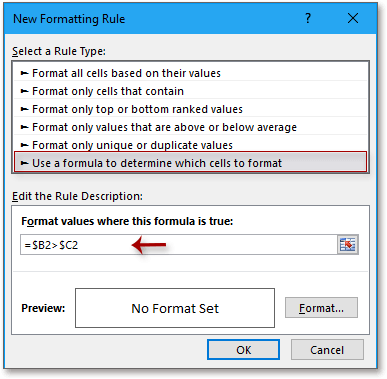 New Formatting Rule
Select a Rule Type:
► Format all cells based on their values
► Format only cells that contain
► Format only top or bottom ranked values
► Format only values that are above or below average
► Format only unique or duplicate values
► Use a formula to determine which cells to format
Edit the Rule Description:
Format values where this formula is true:
=$B2>$C2
Preview: No Format Set Format...
OK Cancel